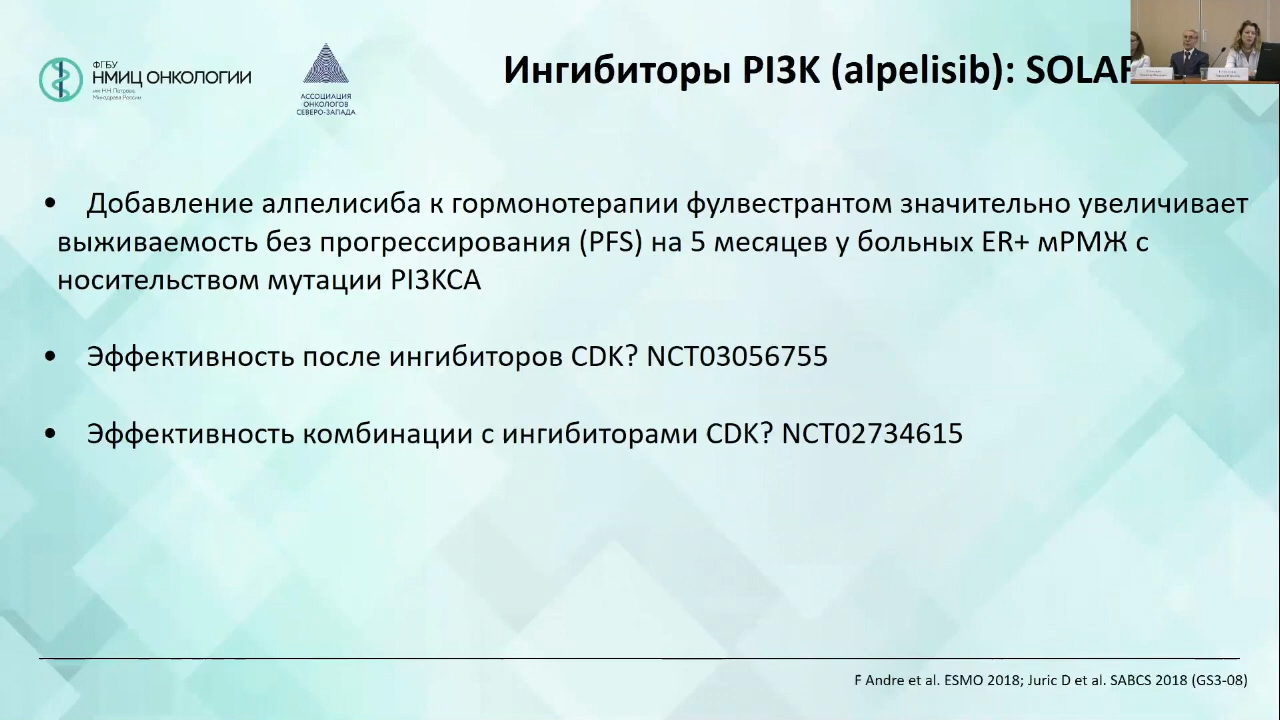 ФГБУ
НМИЦ ОНКОЛОГИИ
им. Н.Н. Петрова
Минздрава России
АССОЦИАЦИЯ
ОНКОЛОГОВ
СЕВЕРО-ЗАПАДА
Ингибиторы PI3K (alpelisib): SOLAR
• Добавление алпелисиба к гормонотерапии фулвестрантом значительно увеличивает
выживаемость без прогрессирования (PFS) на 5 месяцев у больных ER+ мРМЖ с
носительством мутации PI3KCA
• Эффективность после ингибиторов CDK? NCT03056755
• Эффективность комбинации с ингибиторами CDK? NCT02734615
F Andre et al. ESMO 2018; Juric D et al. SABCS 2018 (GS3-08)